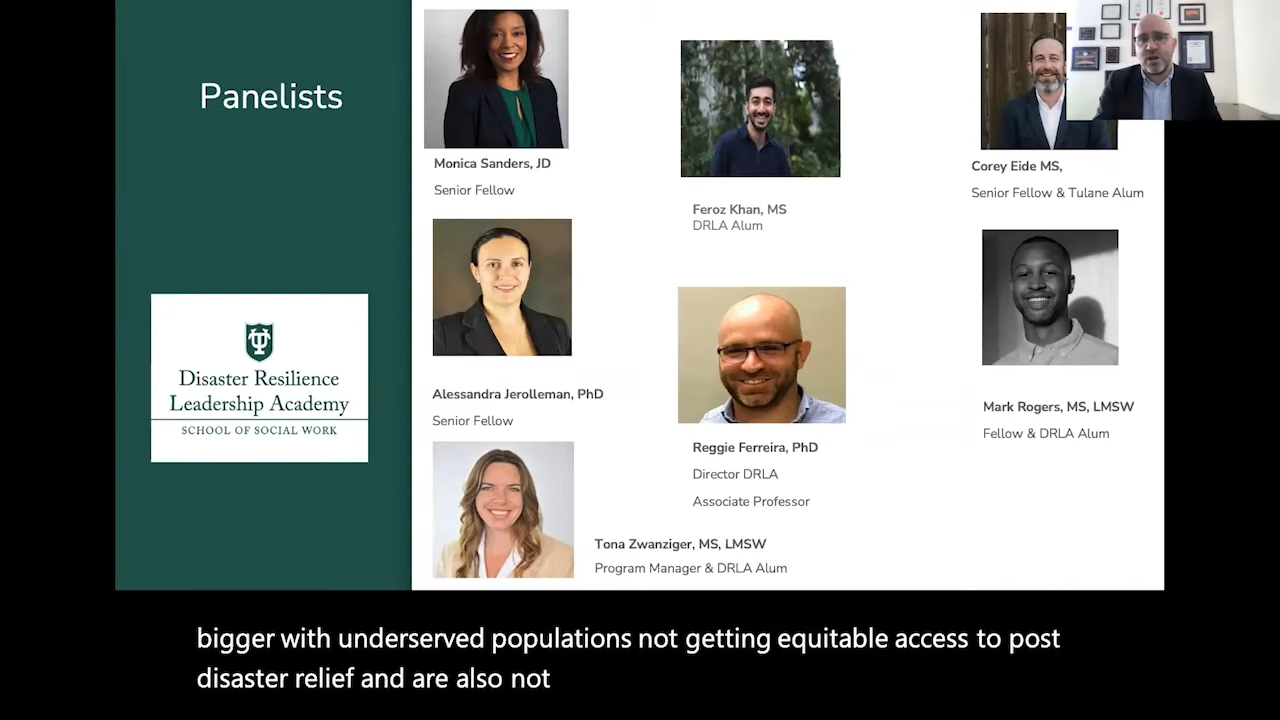 Panelists
Disaster Resilience
Leadership Academy
SCHOOL OF SOCIAL WORK
Monica Sanders, JD
Senior Fellow
Feroz Khan, MS
DRLA Alum
Corey Eide MS,
Senior Fellow & Tulane Alum
Alessandra Jerolleman, PhD
Senior Fellow
Reggie Ferreira, PhD
Director DRLA
Associate Professor
Mark Rogers, MS, LMSW
Fellow & DRLA Alum
Tona Zwanziger, MS, LMSW
Program Manager & DRLA Alum
bigger with underserved populations not getting equitable access to post
disaster relief and are also not